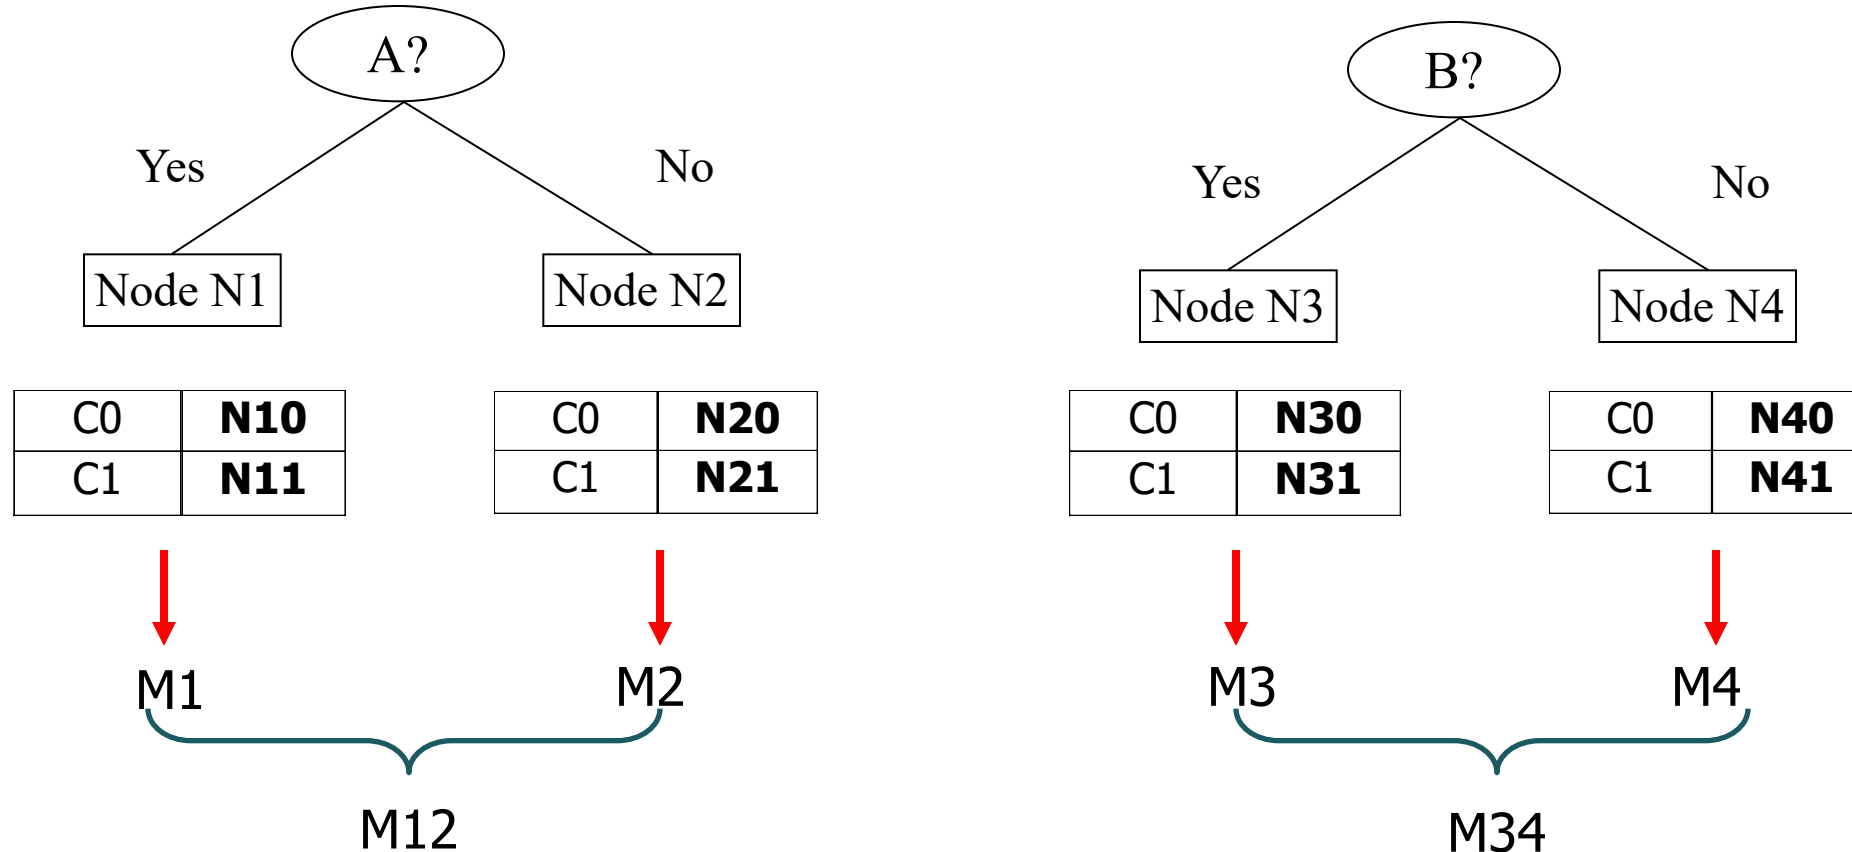 A?
B?
Yes
No
Yes
No
Node N1
Node N2
Node N3
Node N4
C0 N10
C1 N11
C0 N20
C1 N21
C0 N30
C1 N31
C0 N40
C1 N41
M1
M2
M3
M4
M12
M34